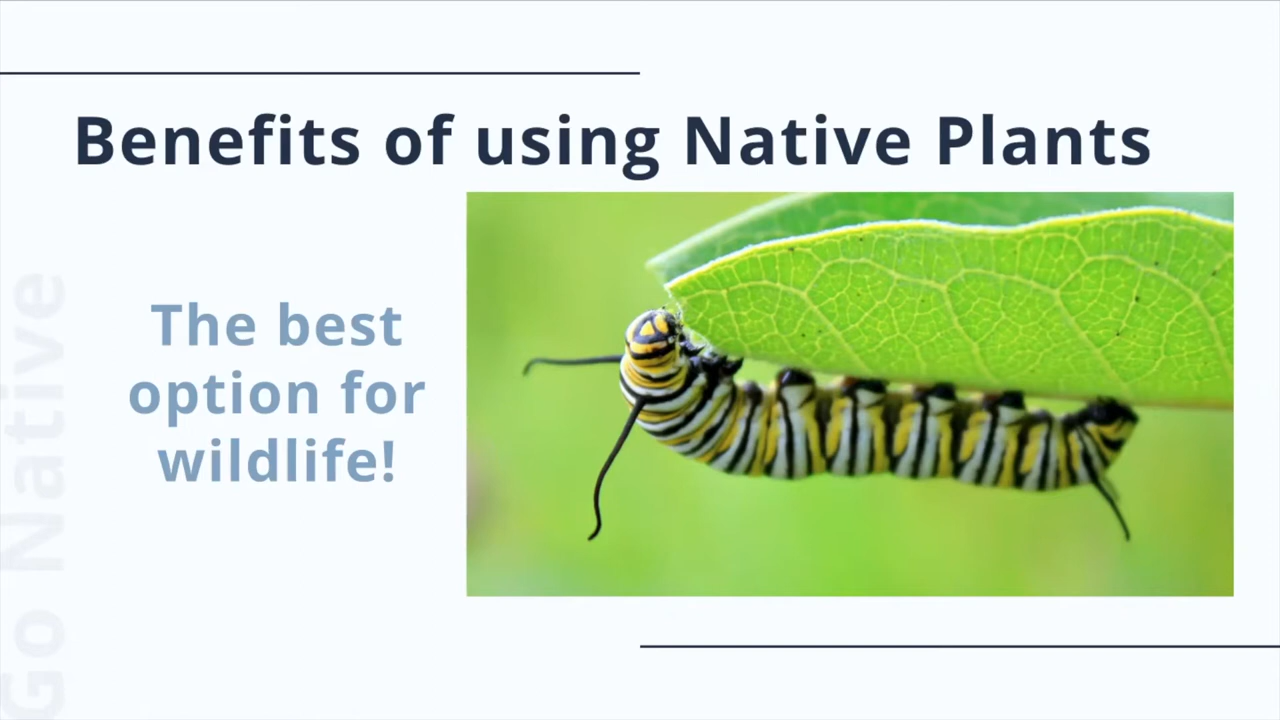 Benefits of using Native Plants
The best
option for
wildlife!
Go Native